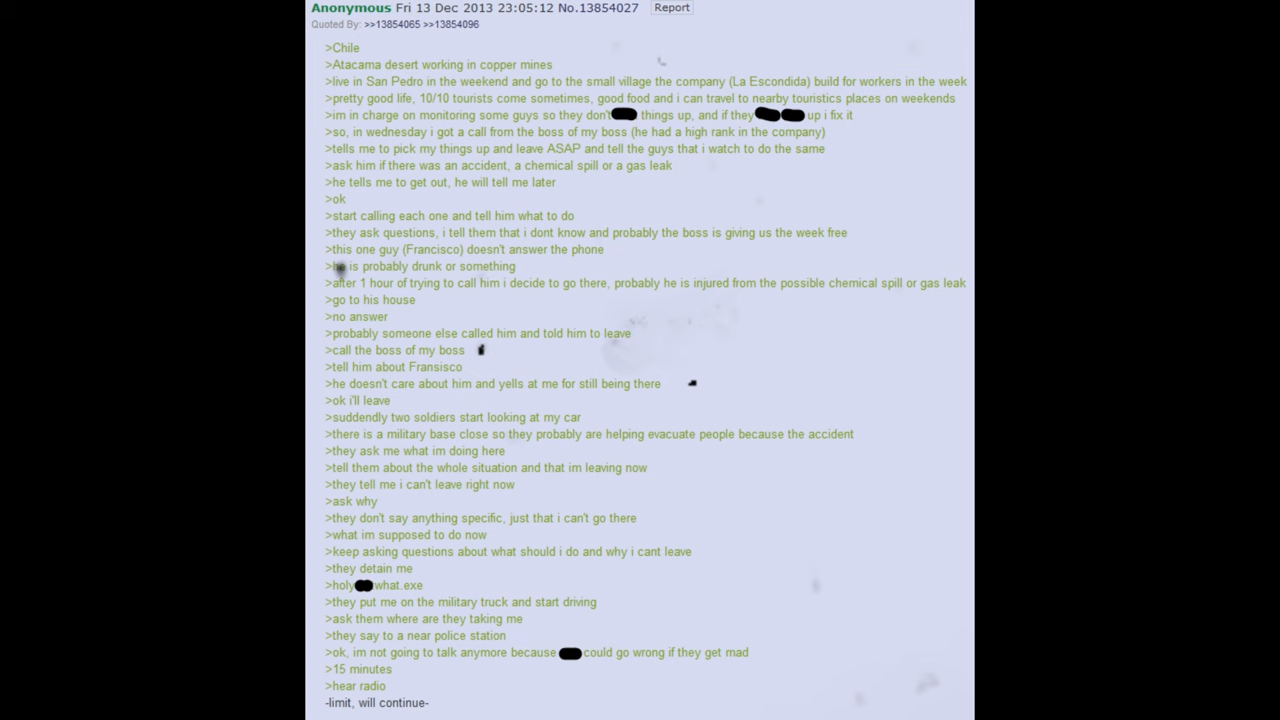 Anonymous Fri 13 Dec 2013 23:05:12 No.13854027 Report
Quoted By: >>13854065 >>13854096
>Chile
>Atacama desert working in copper mines
>live in San Pedro in the weekend and go to the small village the company (La Escondida) build for workers in the week
>pretty good life, 10/10 tourists come sometimes, good food and i can travel to nearby touristics places on weekends
>im in charge on monitoring some guys so they don't things up, and if they up i fix it
>so, in wednesday i got a call from the boss of my boss (he had a high rank in the company)
>tells me to pick my things up and leave ASAP and tell the guys that i watch to do the same
>ask him if there was an accident, a chemical spill or a gas leak
>he tells me to get out, he will tell me later
>ok
>start calling each one and tell him what to do
>they ask questions, i tell them that i dont know and probably the boss is giving us the week free
>this one guy (Francisco) doesn't answer the phone
>he is probably drunk or something
>after 1 hour of trying to call him i decide to go there, probably he is injured from the possible chemical spill or gas leak
>go to his house
>no answer
>probably someone else called him and told him to leave
>call the boss of my boss
>tell him about Fransisco
>he doesn't care about him and yells at me for still being there
>ok i'll leave
>suddendly two soldiers start looking at my car
>there is a military base close so they probably are helping evacuate people because the accident
>they ask me what im doing here
>tell them about the whole situation and that im leaving now
>they tell me i can't leave right now
>ask why
>they don't say anything specific, just that i can't go there
>what im supposed to do now
>keep asking questions about what should i do and why i cant leave
>they detain me
>holy what.exe
>they put me on the military truck and start driving
>ask them where are they taking me
>they say to a near police station
>ok, im not going to talk anymore because could go wrong if they get mad
>15 minutes
>hear radio
-limit, will continue-